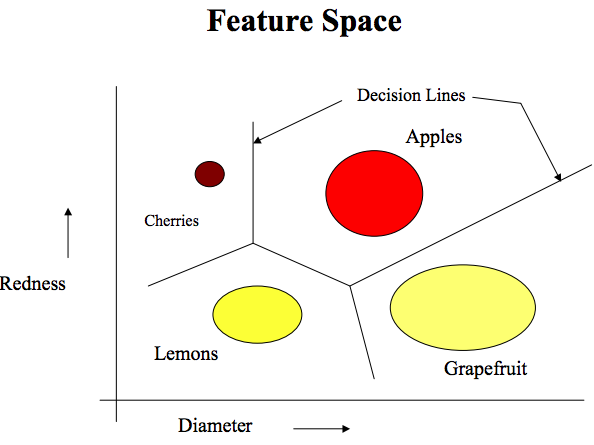 Feature Space
Decision Lines
Apples
Cherries
Redness
Lemons
Grapefruit
Diameter